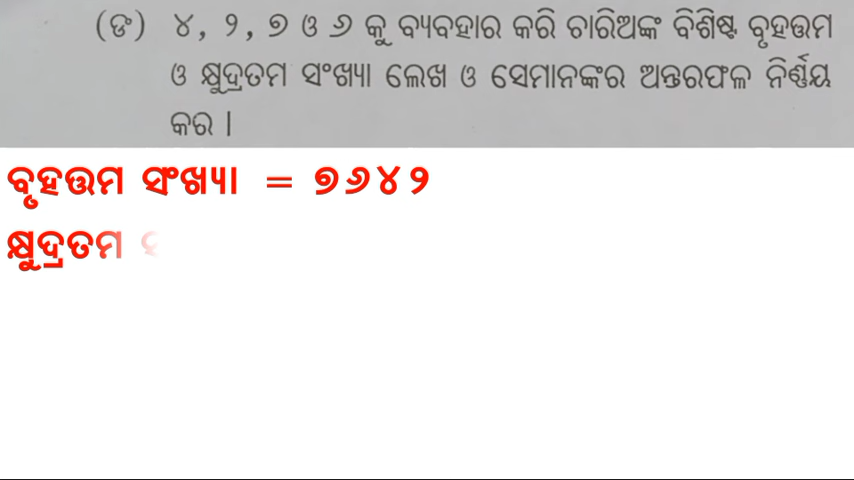 (ଙ) ୪, ୨, ୭ ଓ ୬ କୁ ବ୍ୟବହାର କରି ଚାରିଅଙ୍କ ବିଶିଷ୍ଟ ବୃହତ୍ତମ
ଓ କ୍ଷୁଦ୍ରତମ ସଂଖ୍ୟା ଲେଖ ଓ ସେମାନଙ୍କର ଅନ୍ତରଫଳ ନିର୍ଣ୍ଣୟ
କର ।
ବୃହତ୍ତମ ସଂଖ୍ୟା = ୭୬୪୨
କ୍ଷୁଦ୍ରତମ